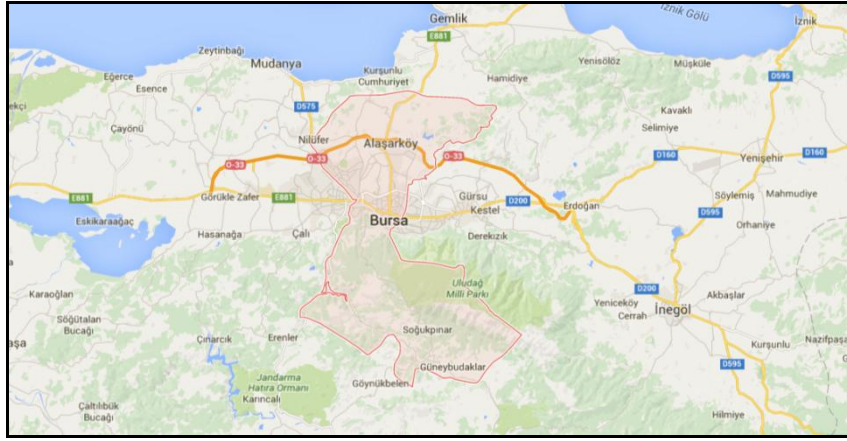 Gemlik
İznik Gölü
İznik
E881
Zeytinbağı
Mudanya
Kurşunlu
Cumhuriyet
Hamidiye
Yenisölöz
Müşküle
D595
Eğerce
Esence
ekçi
D575
Kavaklı
Selimiye
Çayönü
Nilüfer
Alaşarköy
O-33
O-33
O-33
D160
D160
Yenişehir
E881
Görükle Zafer
E881
Gürsu
Kestel
D200
Erdoğan
Söylemiş
Mahmudiye
D595
Orhaniye
Eskikaraağaç
Hasanağa
Çalı
Bursa
Derekızık
Uludağ
Milli Parkı
D200
Karaoğlan
Yeniceköy
Cerrah
İnegöl
Akbaşlar
Söğütalan
Bucağı
aşa
Çınarcık
Erenler
Soğukpınar
Kurşunlu
Nazifpaşa
D595
Güneybudaklar
Göynükbelen
Jandarma
Hatıra Ormanı
Karıncalı
Çaltılıbük
Bucağı
Hilmiye